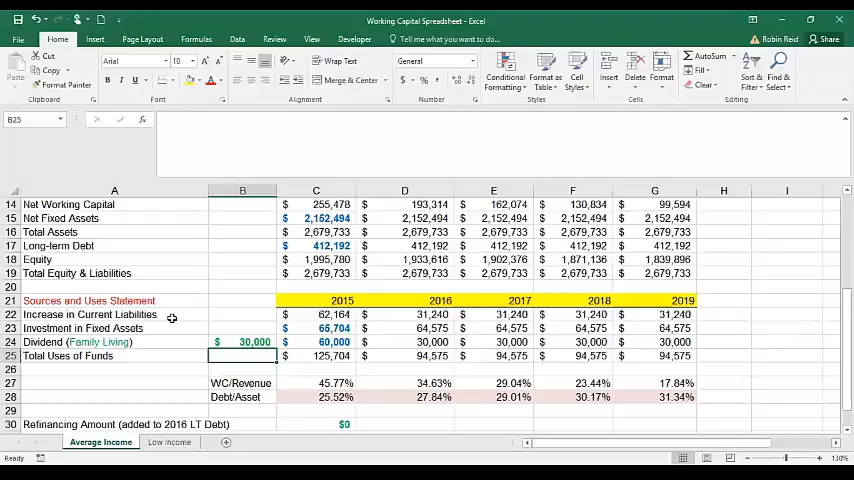 Working Capital Spreadsheet - Excel
File Home Insert Page Layout Formulas Data Review View Developer Tell me what you want to do... Robin Reid Share
Cut
Copy
Format Painter
Paste
Clipboard
Arial 10
Font
Wrap Text
Merge & Center
Alignment
General
Number
Conditional Formatting
Format as Table
Cell Styles
Styles
Insert Delete Format
Cells
AutoSum
Fill
Clear
Sort & Filter
Find & Select
Editing
B25
A B C D E F G H I
14 Net Working Capital $ 255,478 $ 193,314 $ 162,074 $ 130,834 $ 99,594
15 Net Fixed Assets $ 2,152,494 $ 2,152,494 $ 2,152,494 $ 2,152,494 $ 2,152,494
16 Total Assets $ 2,679,733 $ 2,679,733 $ 2,679,733 $ 2,679,733 $ 2,679,733
17 Long-term Debt $ 412,192 $ 412,192 $ 412,192 $ 412,192 $ 412,192
18 Equity $ 1,995,780 $ 1,933,616 $ 1,902,376 $ 1,871,136 $ 1,839,896
19 Total Equity & Liabilities $ 2,679,733 $ 2,679,733 $ 2,679,733 $ 2,679,733 $ 2,679,733
20
21 Sources and Uses Statement 2015 2016 2017 2018 2019
22 Increase in Current Liabilities $ 62,164 $ 31,240 $ 31,240 $ 31,240 $ 31,240
23 Investment in Fixed Assets $ 65,704 $ 64,575 $ 64,575 $ 64,575 $ 64,575
24 Dividend (Family Living) $ 30,000 $ 60,000 $ 30,000 $ 30,000 $ 30,000 $ 30,000
25 Total Uses of Funds $ 125,704 $ 94,575 $ 94,575 $ 94,575 $ 94,575
26
27 WC/Revenue 45.77% 34.63% 29.04% 23.44% 17.84%
28 Debt/Asset 25.52% 27.84% 29.01% 30.17% 31.34%
29
30 Refinancing Amount (added to 2016 LT Debt) $0
Average Income Low Income
Ready 130%